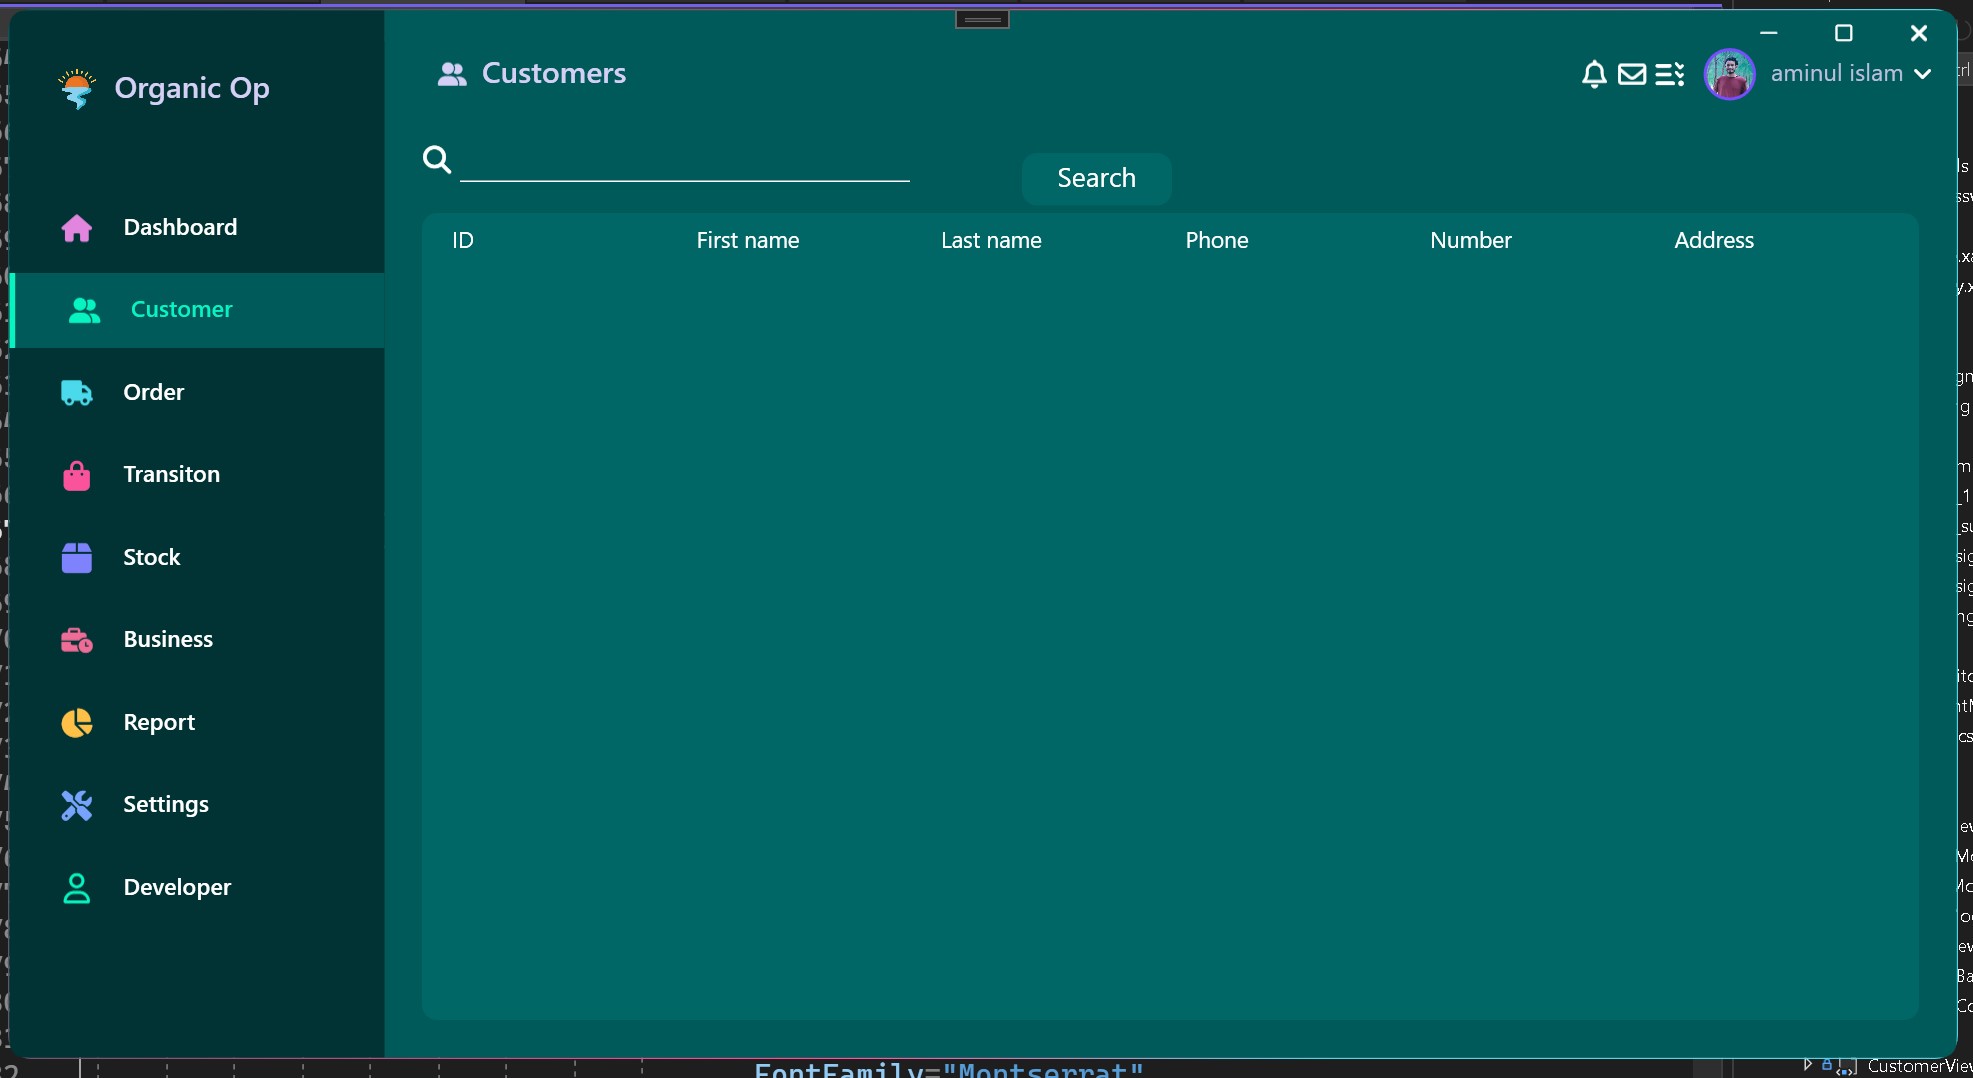 Organic Op
Customers
aminul islam
Search
Dashboard
Customer
Order
Transiton
Stock
Business
Report
Settings
Developer
ID First name Last name Phone Number Address
FontFamily="Montserrat"
CustomerView